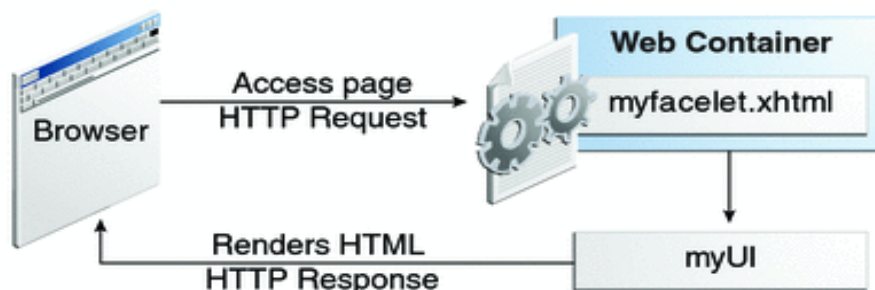 Web Container
Access page
myfacelet.xhtml
HTTP Request
Browser
Renders HTML
myUI
HTTP Response